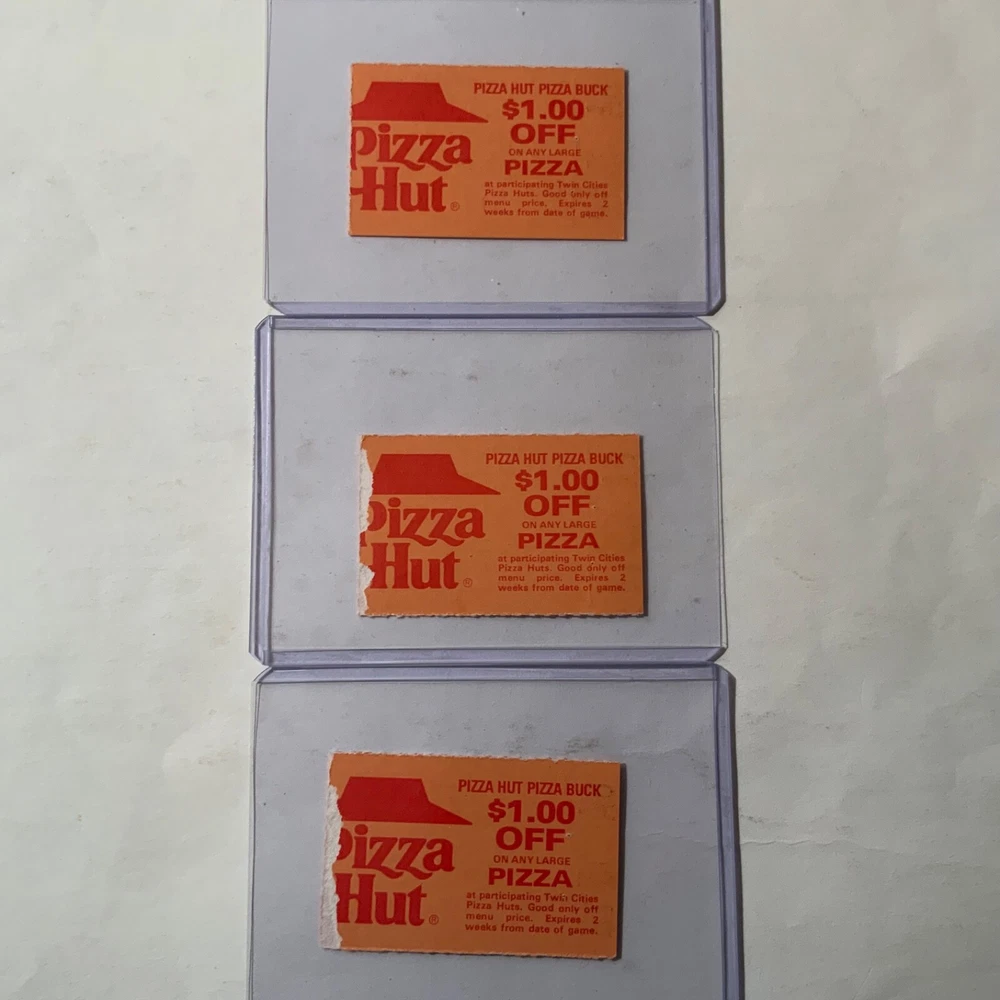 Pizza
Hut®
PIZZA HUT PIZZA BUCK
$1.00
OFF
ON ANY LARGE
PIZZA
at participating Twin Cities
Pizza Huts. Good only off
menu price. Expires 2
weeks from date of game.
Pizza
Hut®
PIZZA HUT PIZZA BUCK
$1.00
OFF
ON ANY LARGE
PIZZA
at participating Twin Cities
Pizza Huts. Good only off
menu price. Expires 2
weeks from date of game.
Pizza
Hut®
PIZZA HUT PIZZA BUCK
$1.00
OFF
ON ANY LARGE
PIZZA
at participating Twin Cities
Pizza Huts. Good only off
menu price. Expires 2
weeks from date of game.